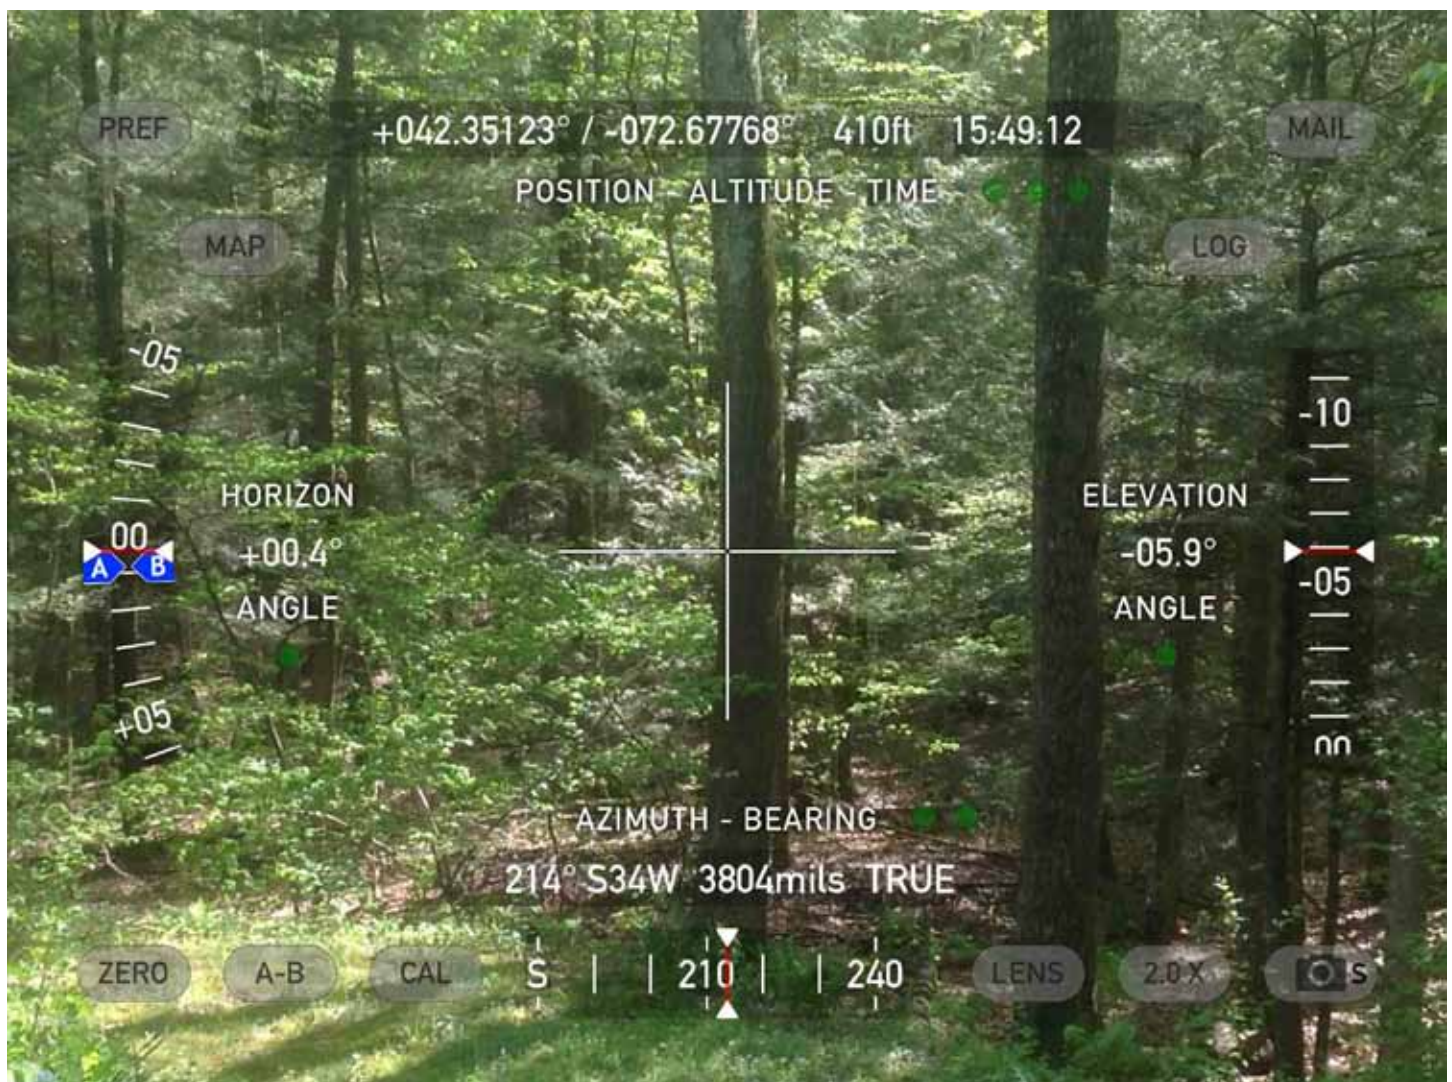 PREF
+042.35123° / -072.67768° 410ft 15:49:12
MAIL
POSITION - ALTITUDE - TIME
MAP
LOG
-05
-10
HORIZON
ELEVATION
00
+00.4°
-05.9°
A B
-05
ANGLE
ANGLE
+05
00
AZIMUTH - BEARING
214° S34W 3804mils TRUE
ZERO
A-B
CAL
S 210 240
LENS
2.0 X
S